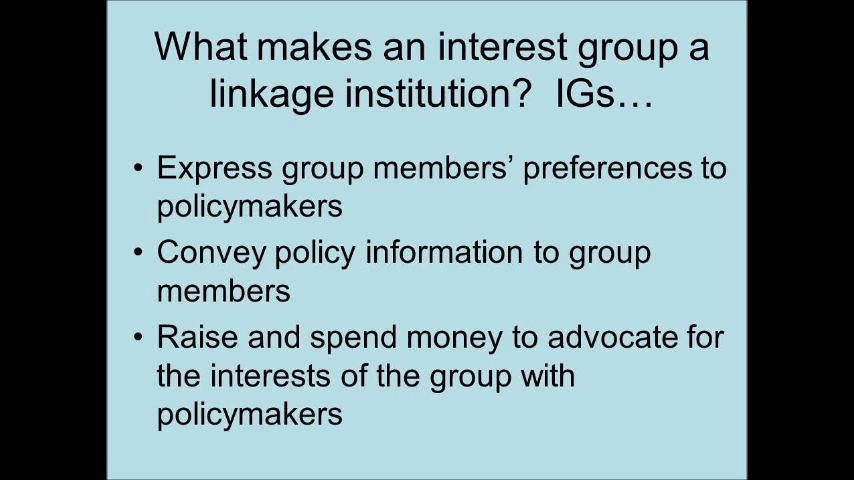 What makes an interest group a
linkage institution?  IGs…
• Express group members’ preferences to
policymakers
• Convey policy information to group
members
• Raise and spend money to advocate for
the interests of the group with
policymakers